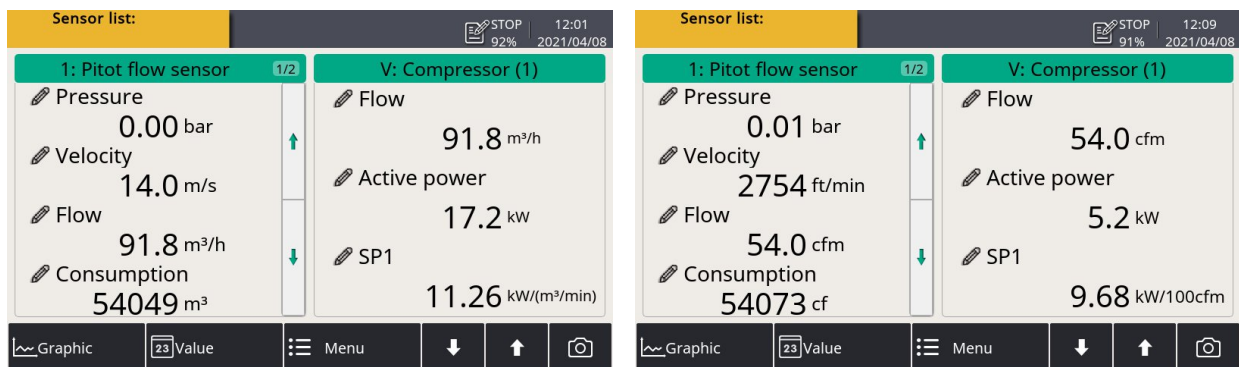 Sensor list:
STOP 12:01
92% 2021/04/08
1: Pitot flow sensor 1/2
Pressure
0.00 bar
Velocity
14.0 m/s
Flow
91.8 m³/h
Consumption
54049 m³
V: Compressor (1)
Flow
91.8 m³/h
Active power
17.2 kW
SP1
11.26 kW/(m³/min)
Graphic 23 Value Menu
Sensor list:
STOP 12:09
91% 2021/04/08
1: Pitot flow sensor 1/2
Pressure
0.01 bar
Velocity
2754 ft/min
Flow
54.0 cfm
Consumption
54073 cf
V: Compressor (1)
Flow
54.0 cfm
Active power
5.2 kW
SP1
9.68 kW/100cfm
Graphic 23 Value Menu